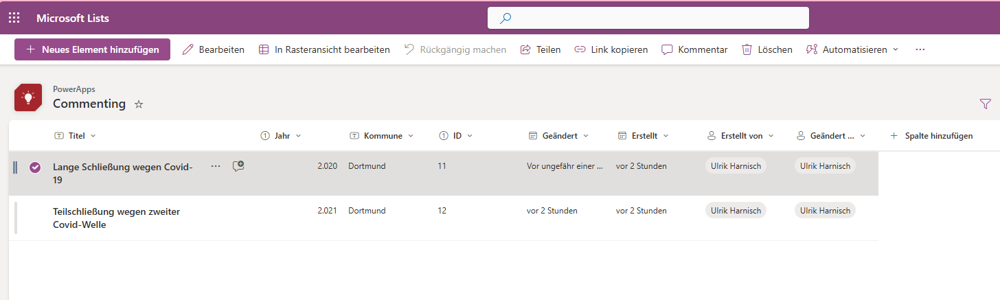 Microsoft Lists
Neues Element hinzufügen Bearbeiten In Rasteransicht bearbeiten Rückgängig machen Teilen Link kopieren Kommentar Löschen Automatisieren ...
PowerApps
Commenting
Titel Jahr Kommune ID Geändert Erstellt Erstellt von Geändert ... Spalte hinzufügen
Lange Schließung wegen Covid- ... 2.020 Dortmund 11 Vor ungefähr einer ... vor 2 Stunden Ulrik Harnisch Ulrik Harnisch
19
Teilschließung wegen zweiter 2.021 Dortmund 12 vor 2 Stunden vor 2 Stunden Ulrik Harnisch Ulrik Harnisch
Covid-Welle